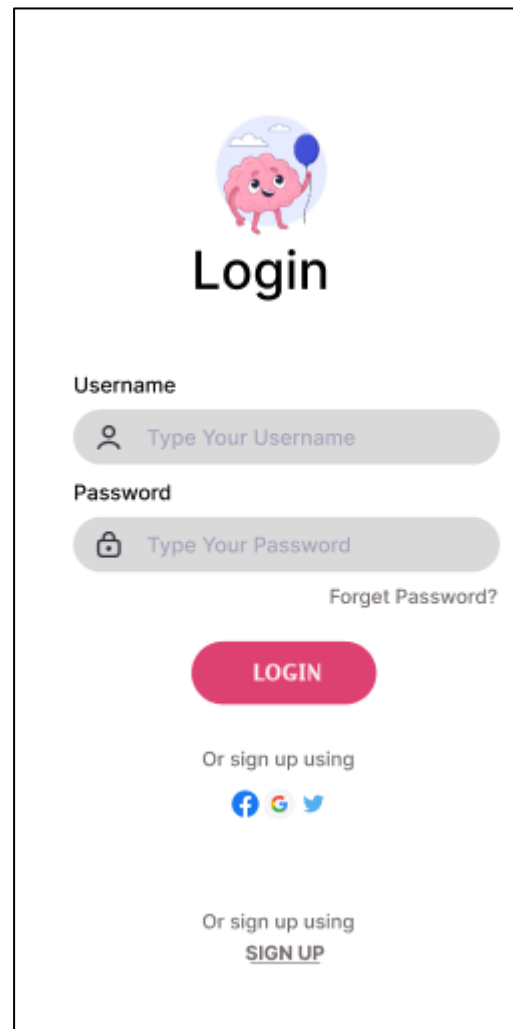 Login
Username
Type Your Username
Password
Type Your Password
Forget Password?
LOGIN
Or sign up using
Or sign up using
SIGN UP